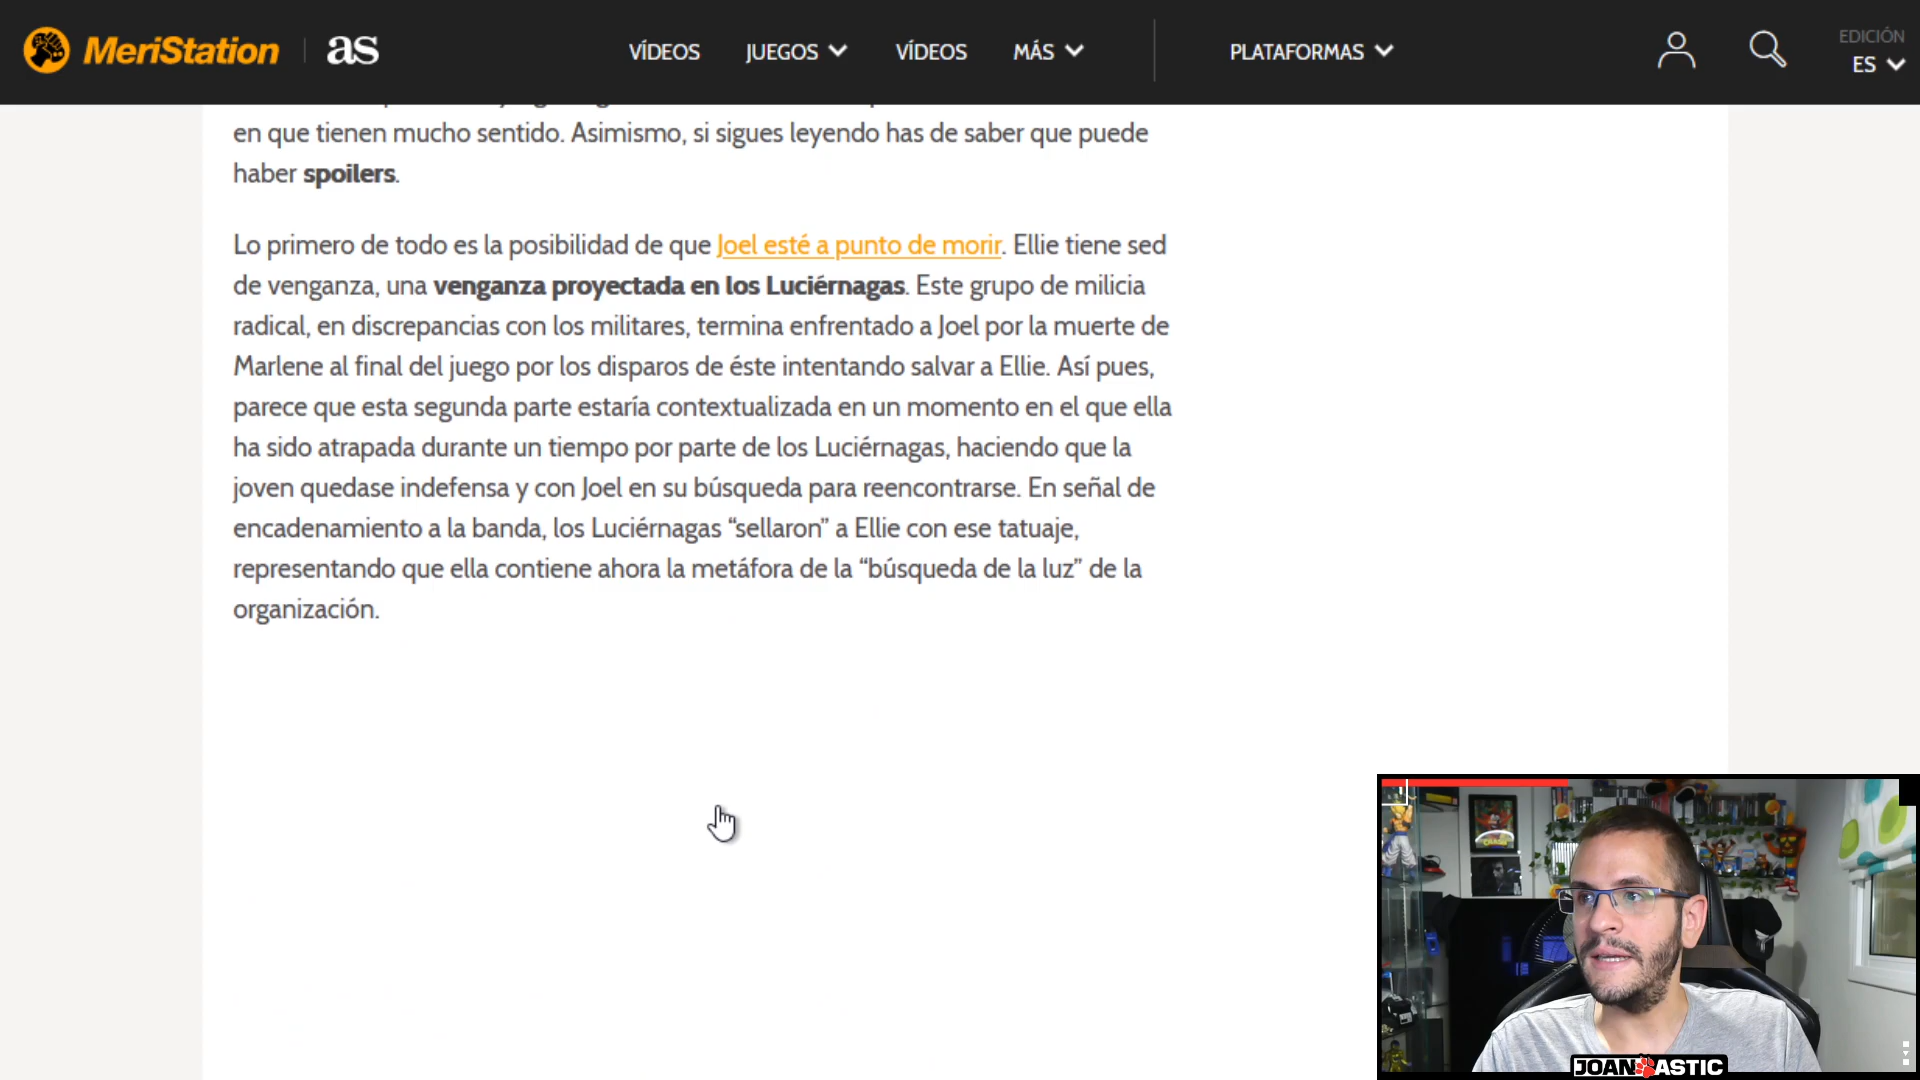 MeriStation as VÍDEOS JUEGOS VÍDEOS MÁS PLATAFORMAS EDICIÓN
ES
en que tienen mucho sentido. Asimismo, si sigues leyendo has de saber que puede
haber spoilers.
Lo primero de todo es la posibilidad de que Joel esté a punto de morir. Ellie tiene sed
de venganza, una venganza proyectada en los Luciérnagas. Este grupo de milicia
radical, en discrepancias con los militares, termina enfrentado a Joel por la muerte de
Marlene al final del juego por los disparos de éste intentando salvar a Ellie. Así pues,
parece que esta segunda parte estaría contextualizada en un momento en el que ella
ha sido atrapada durante un tiempo por parte de los Luciérnagas, haciendo que la
joven quedase indefensa y con Joel en su búsqueda para reencontrarse. En señal de
encadenamiento a la banda, los Luciérnagas “sellaron” a Ellie con ese tatuaje,
representando que ella contiene ahora la metáfora de la “búsqueda de la luz” de la
organización.
JOAN ASTIC